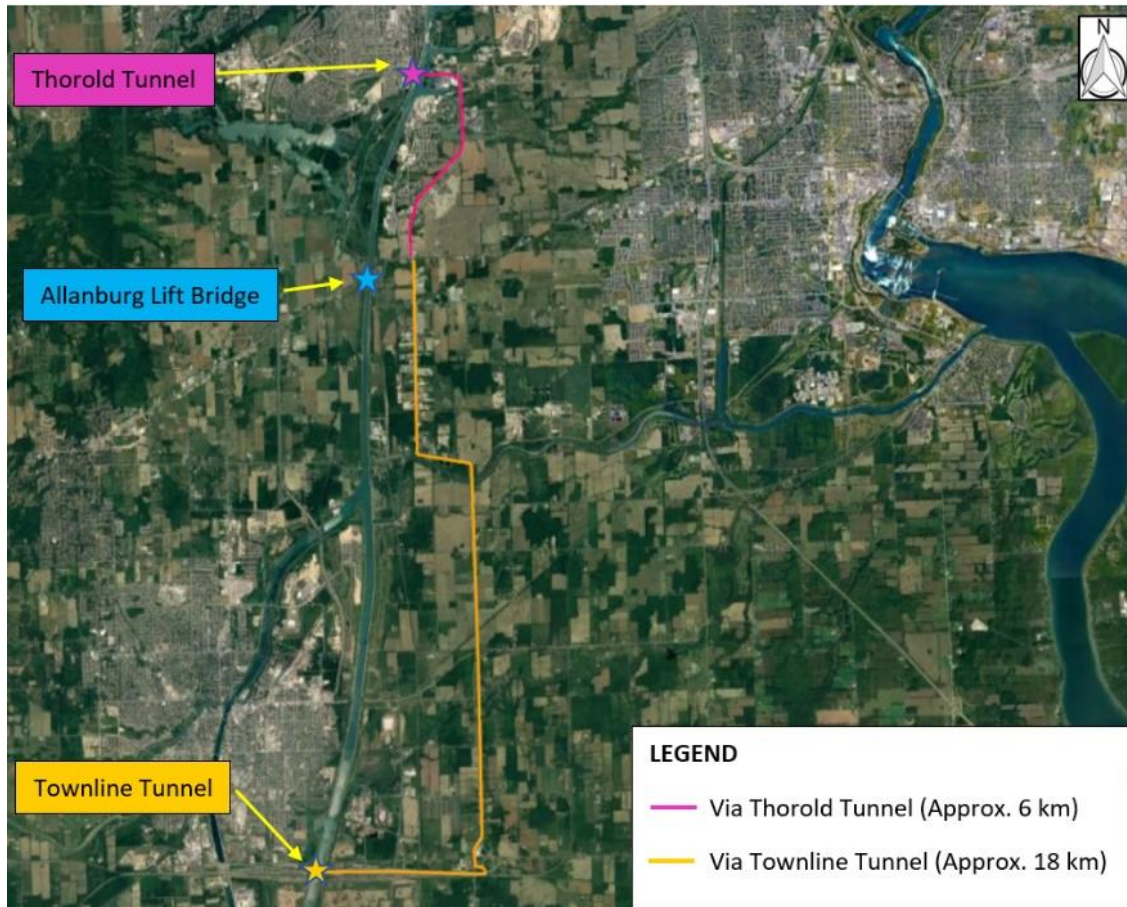 N
Thorold Tunnel
Allanburg Lift Bridge
Townline Tunnel
LEGEND
Via Thorold Tunnel (Approx. 6 km)
Via Townline Tunnel (Approx. 18 km)